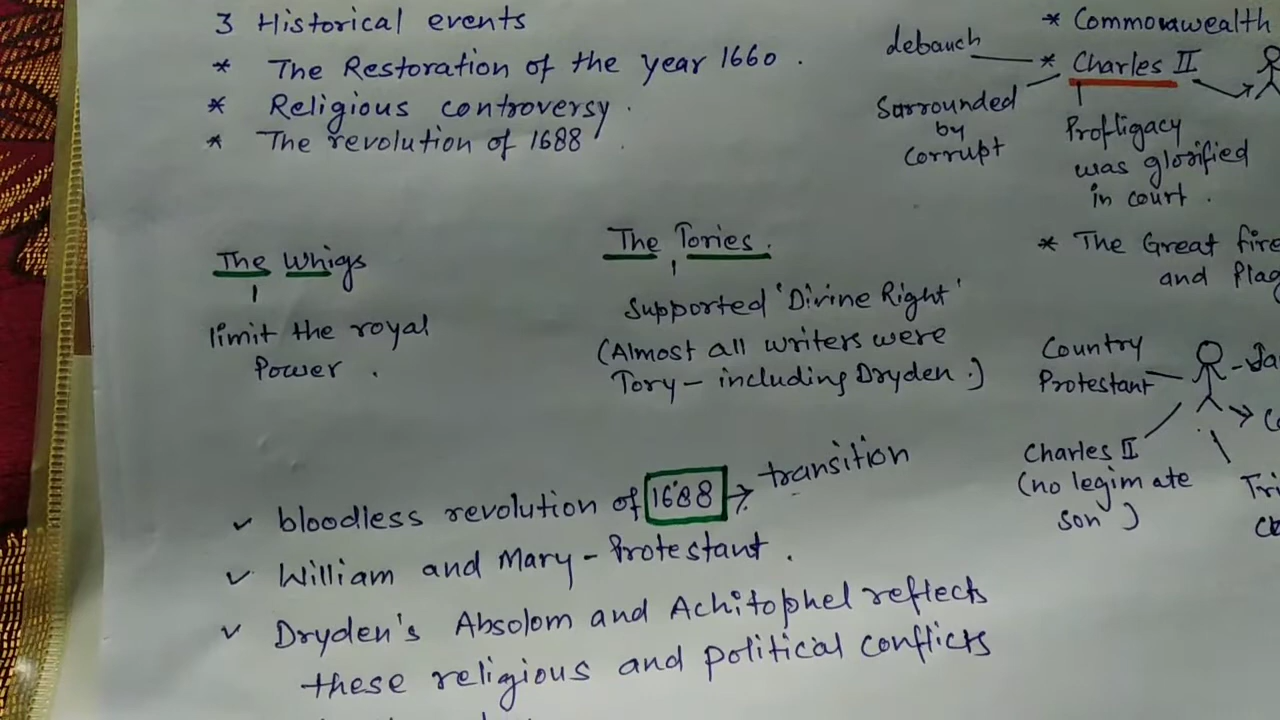 3 Historical events
* The Restoration of the year 1660 .
* Religious controversy .
* The revolution of 1688 .
* Commonwealth
debauch
* Charles II
Surrounded
by
corrupt
Profligacy
was glorified
in court .
* The Great fire
and
The Whigs
limit the royal
Power .
The Tories .
Supported 'Divine Right'
(Almost all writers were
Tory - including Dryden .)
Country
Protestant
Charles II
(no legimate
son )
bloodless revolution of 1688 → transition
William and Mary - Protestant .
Dryden's Absolom and Achitophel reflects
these religious and political conflicts